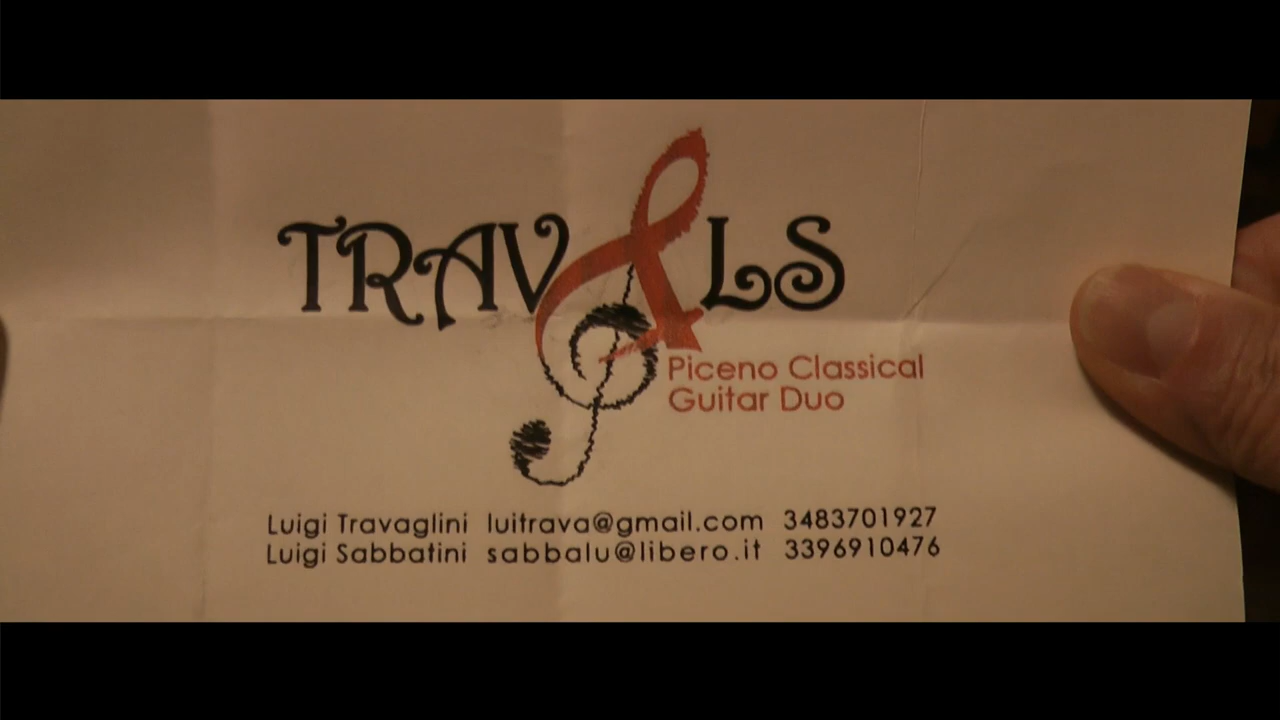 TRAV&LS
Piceno Classical
Guitar Duo
Luigi Travaglini luitrava@gmail.com 3483701927
Luigi Sabbatini sabbalu@libero.it 3396910476